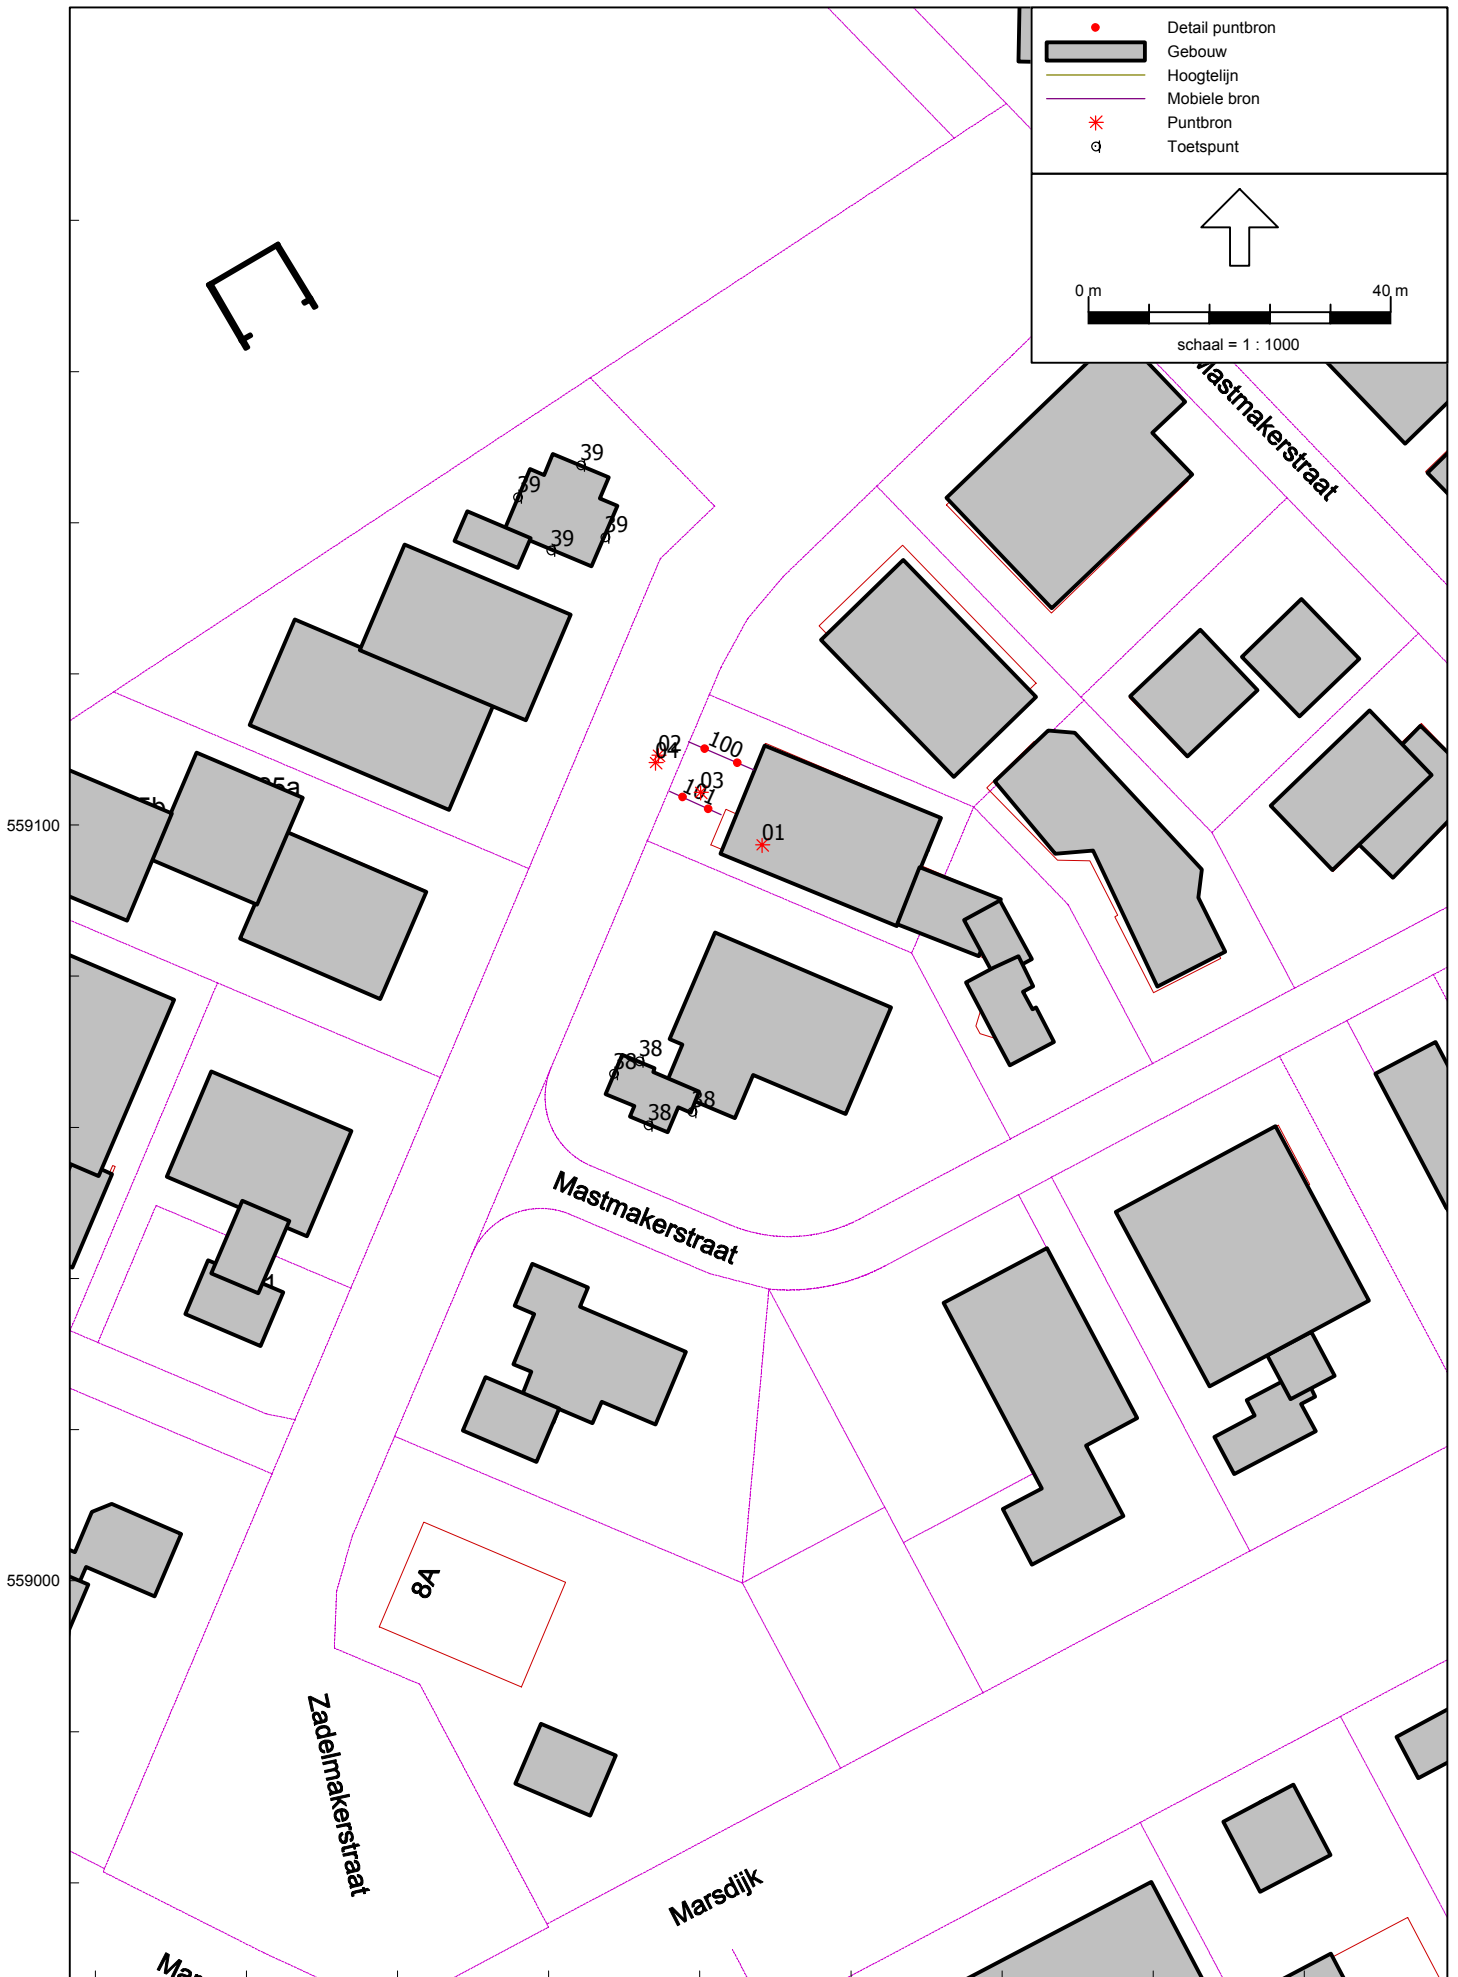 Detail puntbron
Gebouw
Hoogtelijn
Mobiele bron
Puntbron
Toetspunt
0 m
40 m
schaal = 1 : 1000
Mastmakerstraat
39
39
39
39
02
04
100
03
101
01
559100
38
38
38
38
Mastmakerstraat
559000
8A
Zadelmakerstraat
Marsdijk